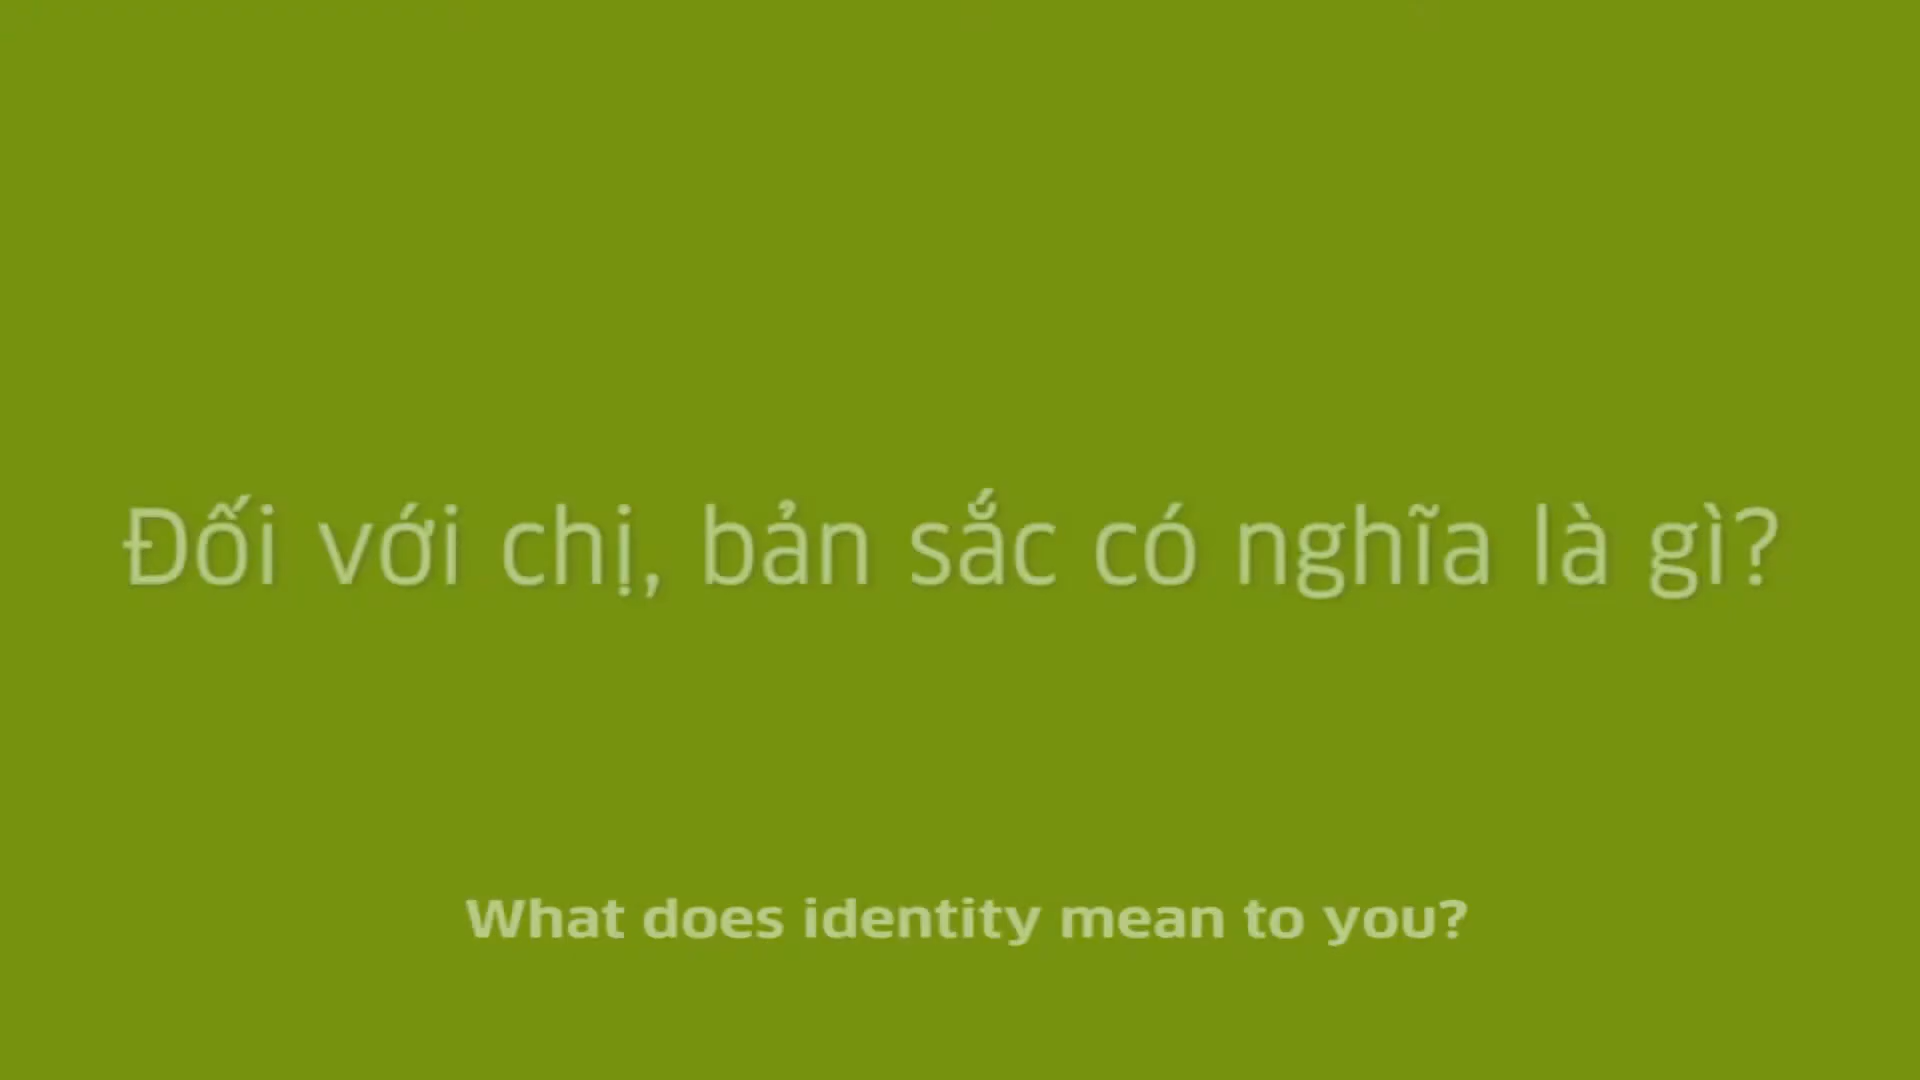 Đối với chị, bản sắc có nghĩa là gì?
What does identity mean to you?